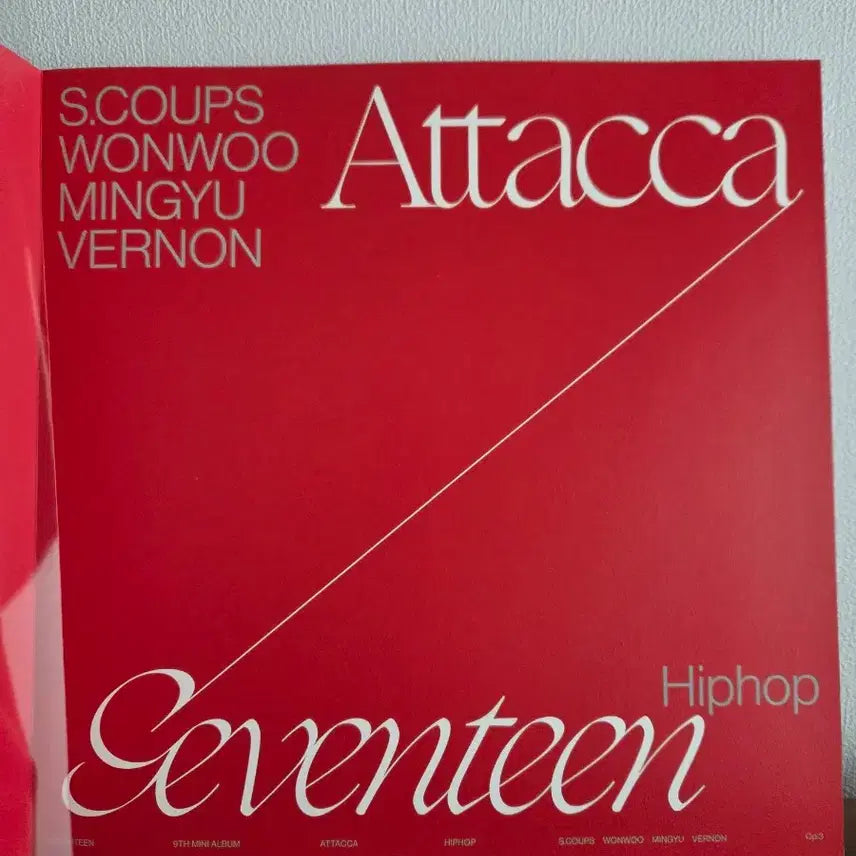 S.COUPS
WONWOO
MINGYU
VERNON
Attacca
Hiphop
Seventeen
9TH MINI ALBUM ATTACCA HIPHOP S.COUPS WONWOO MINGYU VERNON Op.3